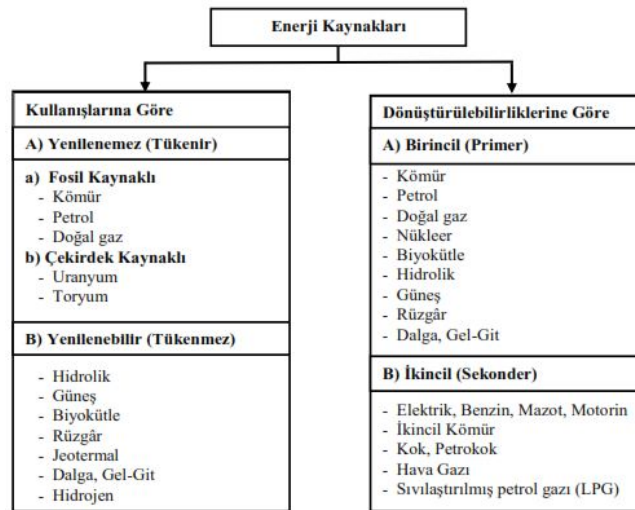 Enerji Kaynakları
Kullanışlarına Göre
A) Yenilenemez (Tükenir)
a) Fosil Kaynaklı
- Kömür
- Petrol
- Doğal gaz
b) Çekirdek Kaynaklı
- Uranyum
- Toryum
B) Yenilenebilir (Tükenmez)
- Hidrolik
- Güneş
- Biyokütle
- Rüzgâr
- Jeotermal
- Dalga, Gel-Git
- Hidrojen
Dönüştürülebilirliklerine Göre
A) Birincil (Primer)
- Kömür
- Petrol
- Doğal gaz
- Nükleer
- Biyokütle
- Hidrolik
- Güneş
- Rüzgâr
- Dalga, Gel-Git
B) İkincil (Sekonder)
- Elektrik, Benzin, Mazot, Motorin
- İkincil Kömür
- Kok, Petrokok
- Hava Gazı
- Sıvılaştırılmış petrol gazı (LPG)